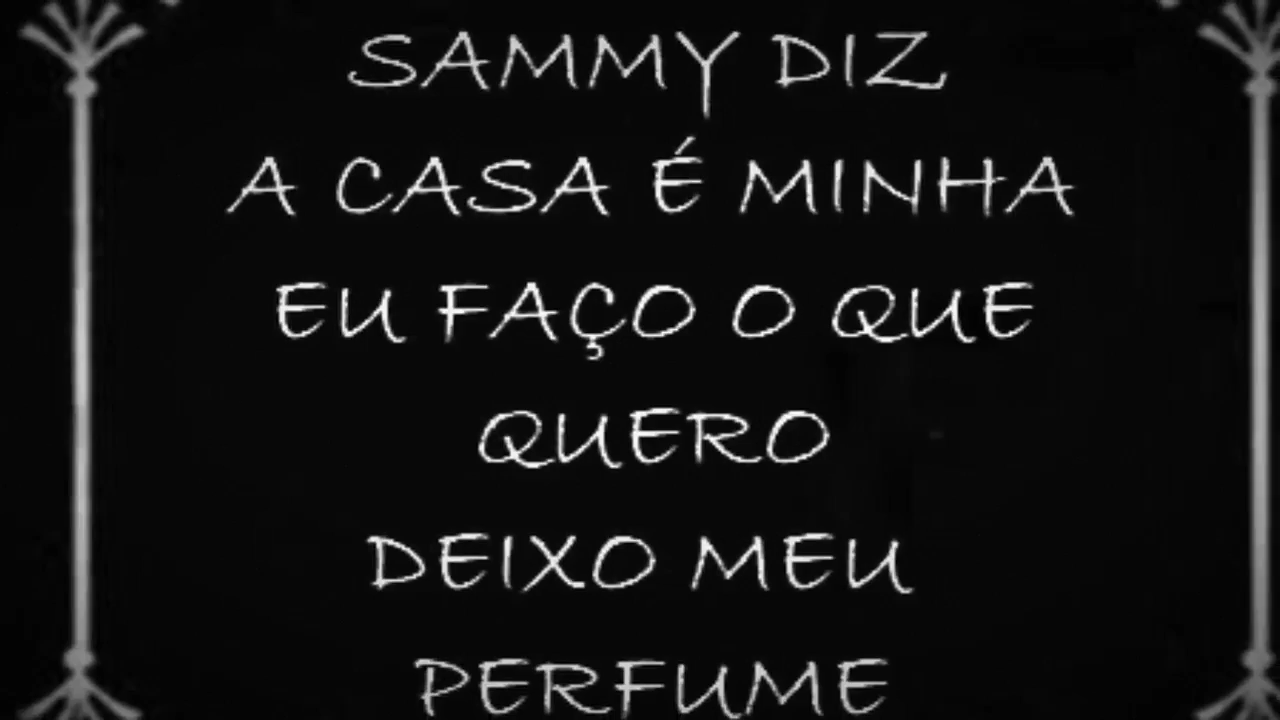 SAMMY DIZ
A CASA É MINHA
EU FAÇO O QUE
QUERO
DEIXO MEU
PERFUME